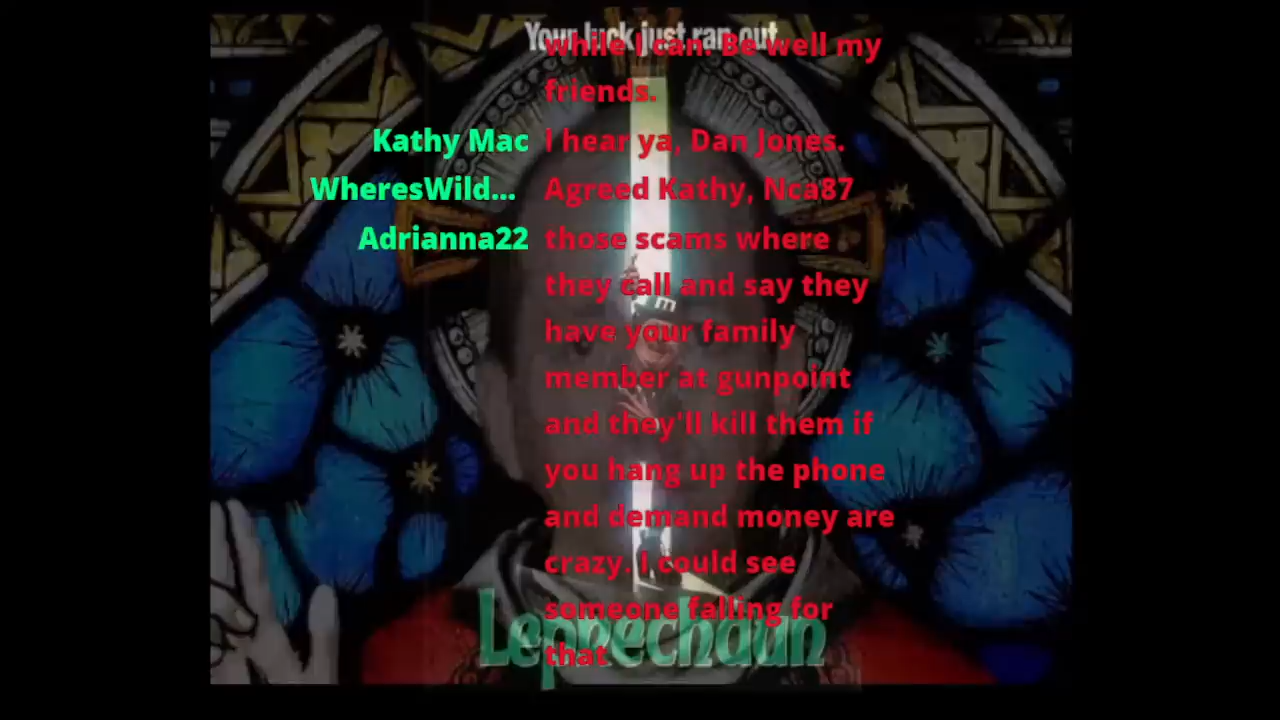 Your luck just ran out
while I can. Be well my
friends.
Kathy Mac I hear ya, Dan Jones.
WheresWild... Agreed Kathy, Nca87
Adrianna22 those scams where
they call and say they
have your family
member at gunpoint
and they'll kill them if
you hang up the phone
and demand money are
crazy. I could see
someone falling for
that
Leprechaun
m